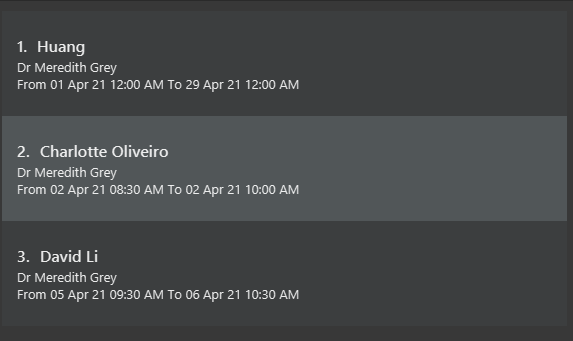 1. Huang
Dr Meredith Grey
From 01 Apr 21 12:00 AM To 29 Apr 21 12:00 AM
2. Charlotte Oliveiro
Dr Meredith Grey
From 02 Apr 21 08:30 AM To 02 Apr 21 10:00 AM
3. David Li
Dr Meredith Grey
From 05 Apr 21 09:30 AM To 06 Apr 21 10:30 AM